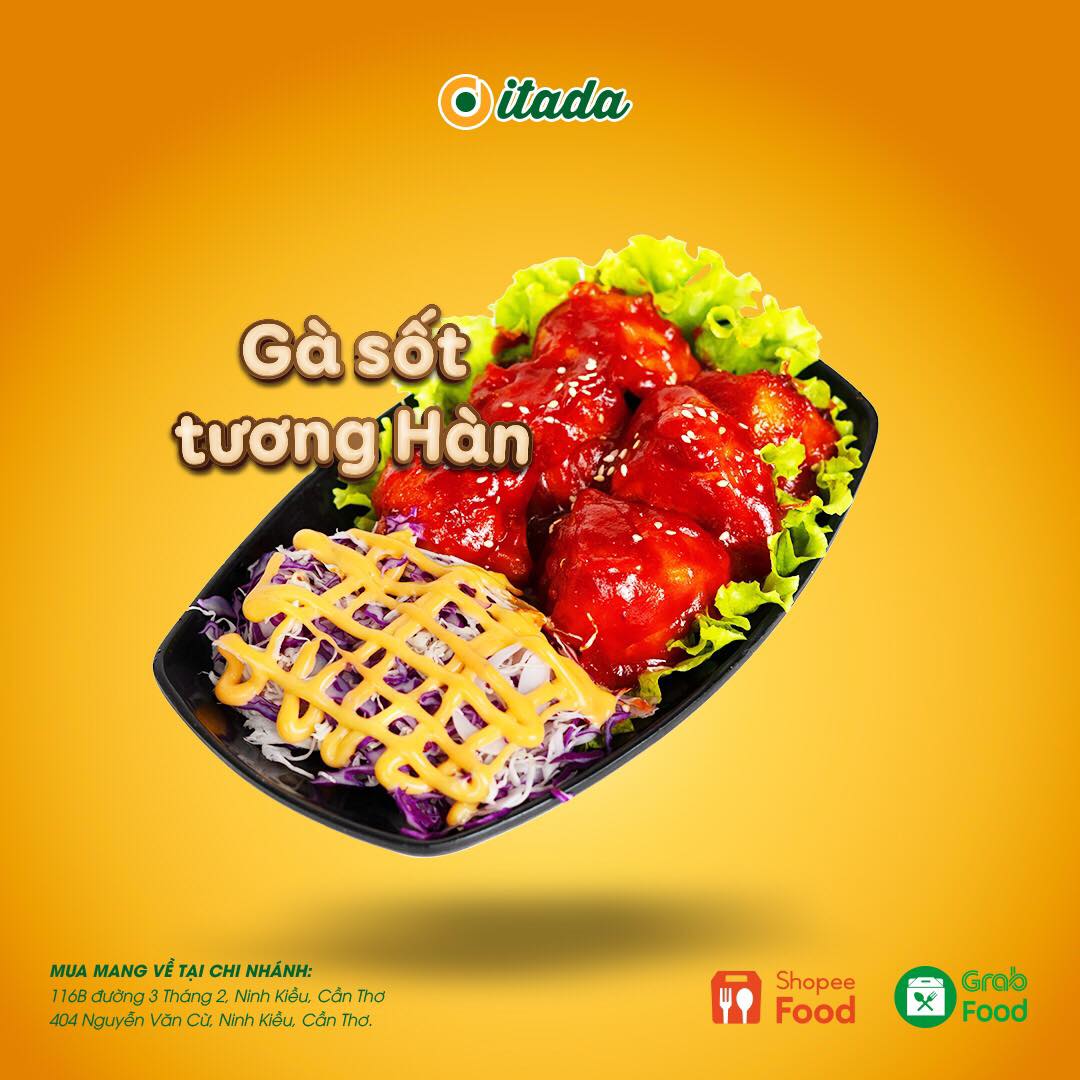 itada
Gà sốt
tương Hàn
MUA MANG VỀ TẠI CHI NHÁNH:
116B đường 3 Tháng 2, Ninh Kiều, Cần Thơ
404 Nguyễn Văn Cừ, Ninh Kiều, Cần Thơ.
Shopee
Food
Grab
Food